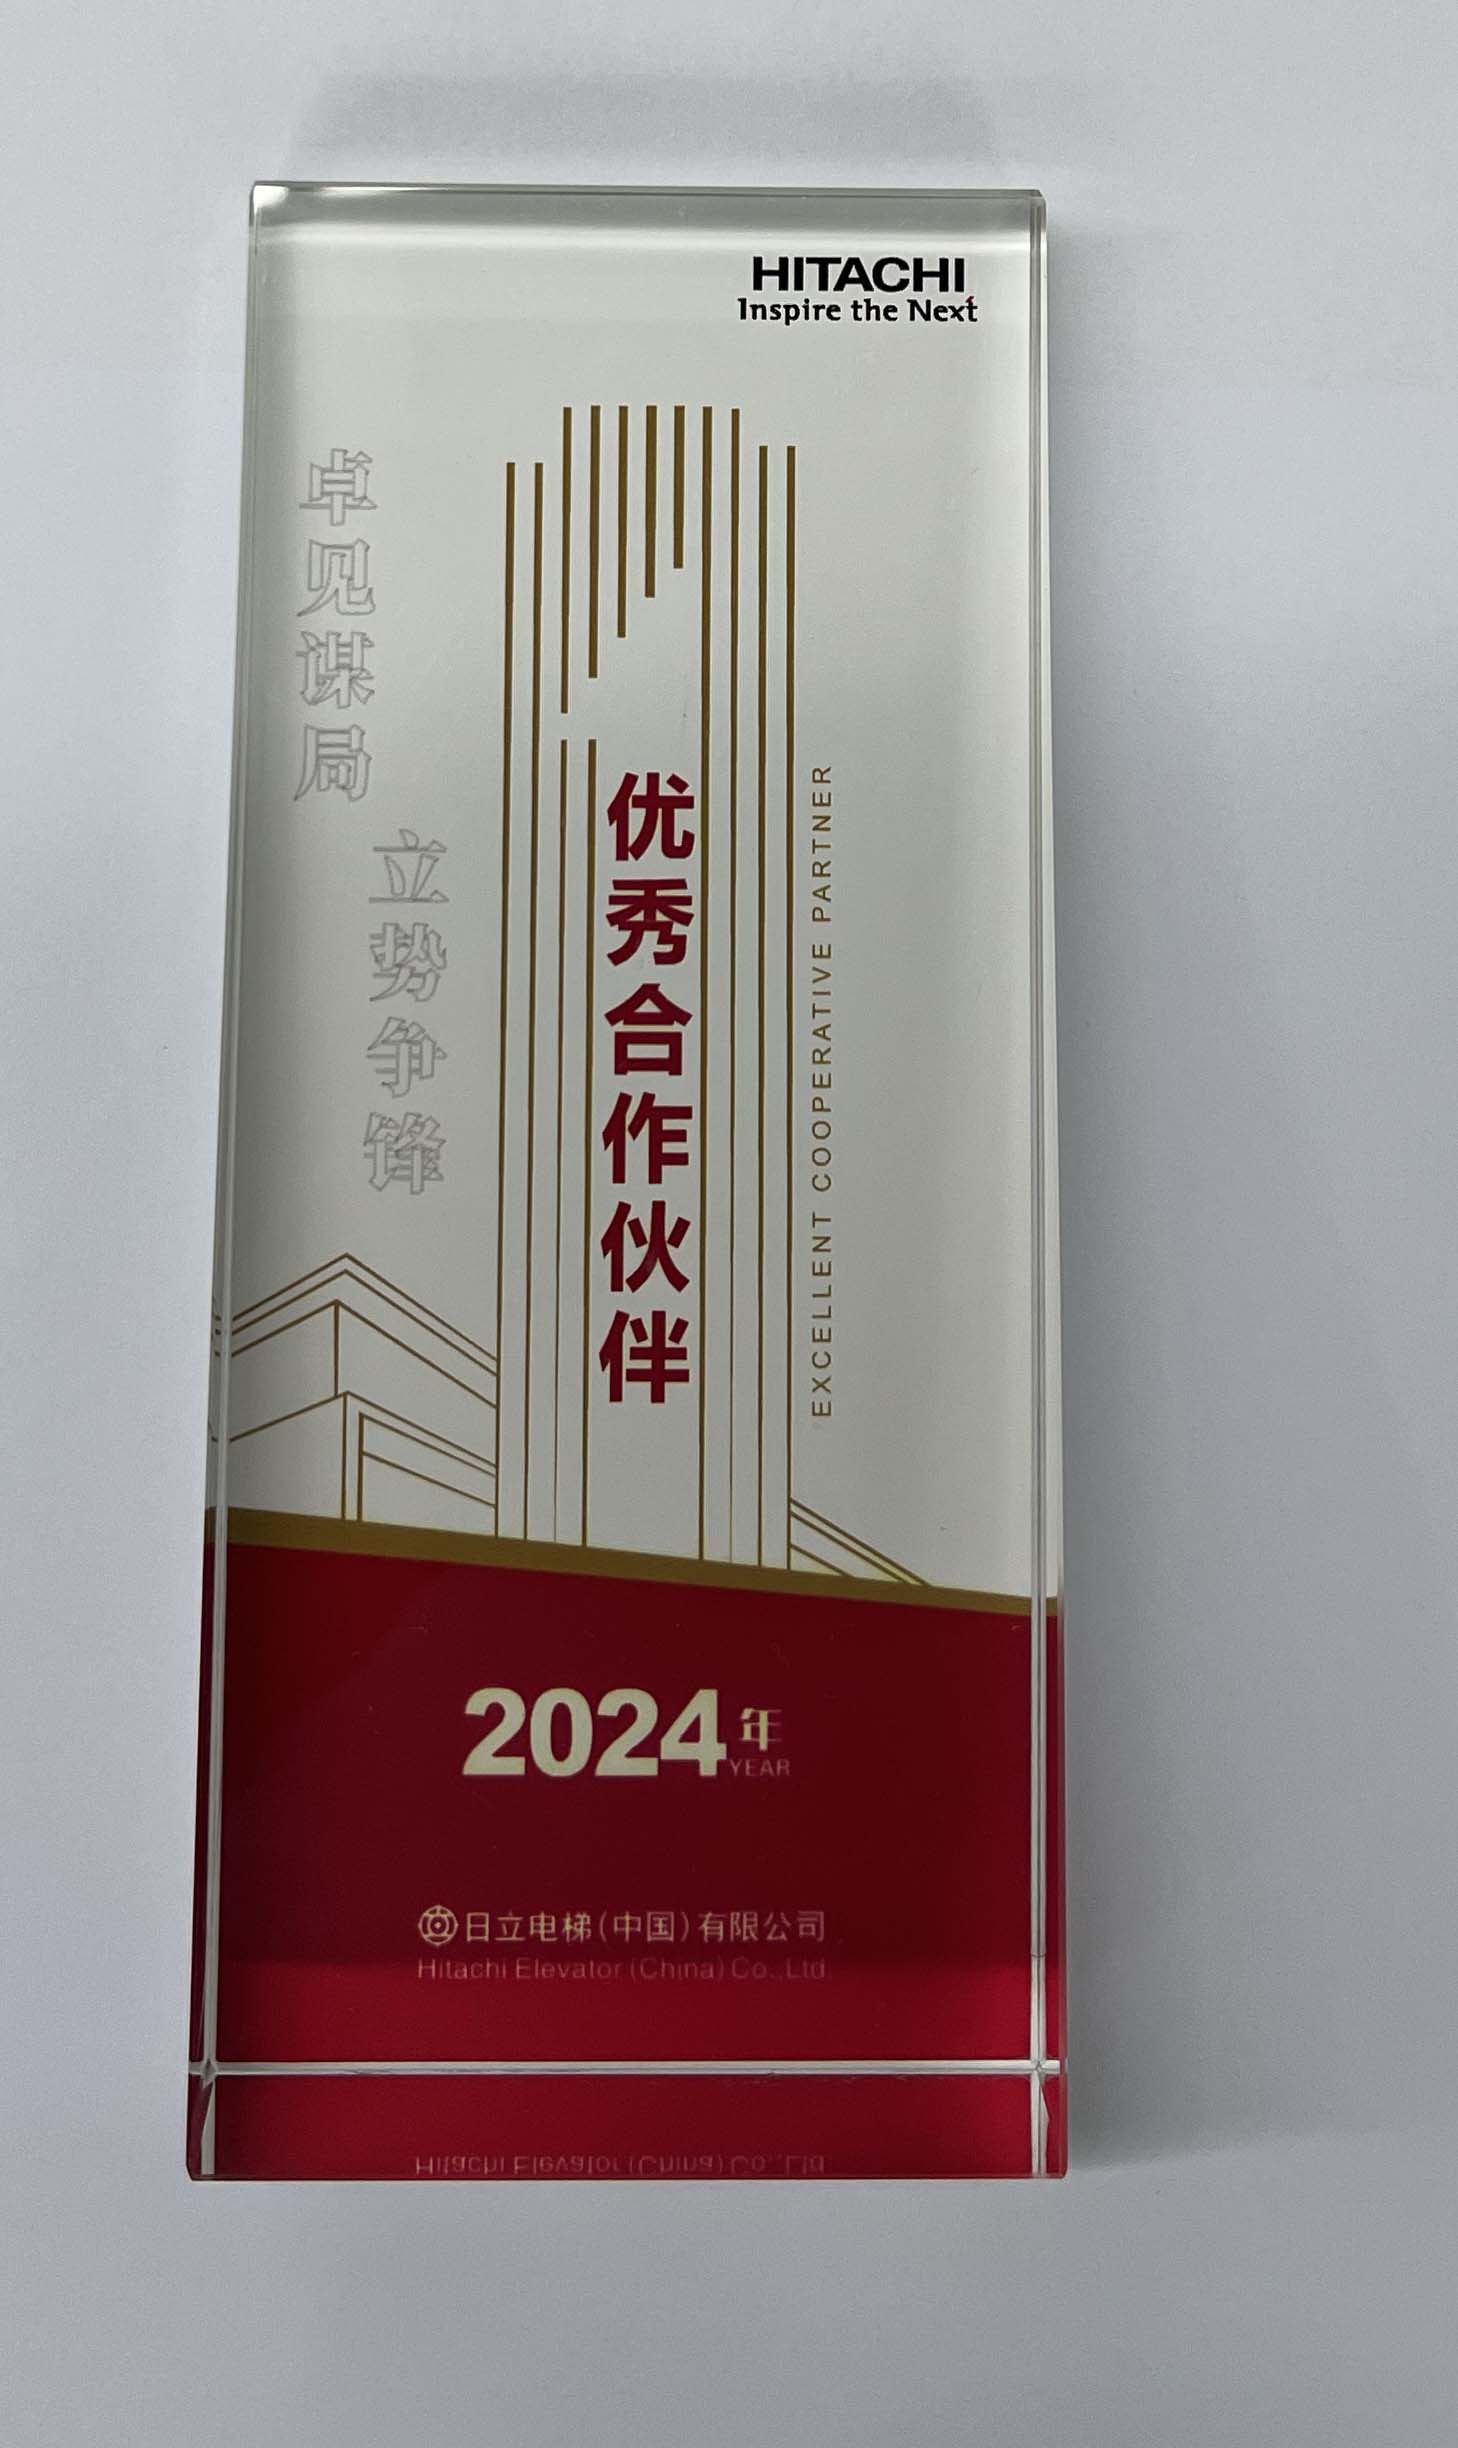 HITACHI
Inspire the Next
卓见谋局
立势争锋
优秀合作伙伴
EXCELLENT COOPERATIVE PARTNER
2024年
YEAR
日立电梯(中国)有限公司
Hitachi Elevator (China) Co.,Ltd.